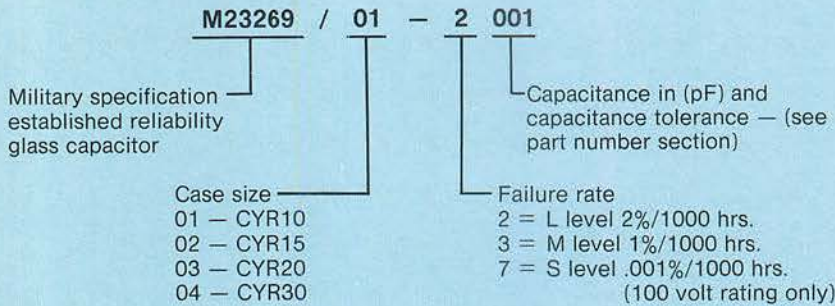 M23269 / 01 — 2 001
Military specification
established reliability
glass capacitor
Capacitance in (pF) and
capacitance tolerance — (see
part number section)
Case size
01 — CYR10
02 — CYR15
03 — CYR20
04 — CYR30
Failure rate
2 = L level 2%/1000 hrs.
3 = M level 1%/1000 hrs.
7 = S level .001%/1000 hrs.
(100 volt rating only)